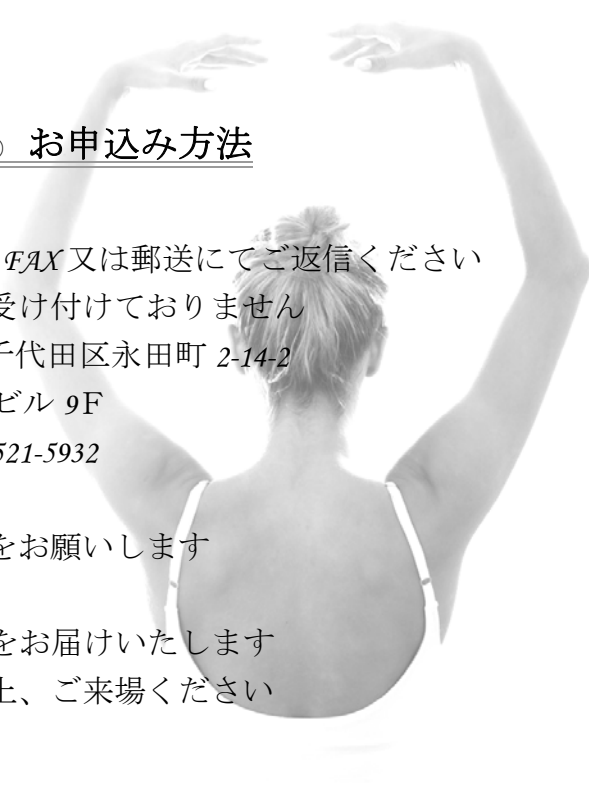 お申込み方法
FAX又は郵送にてご返信ください
受け付けておりません
千代田区永田町 2-14-2
ビル 9F
521-5932
をお願いします
をお届けいたします
上、ご来場ください